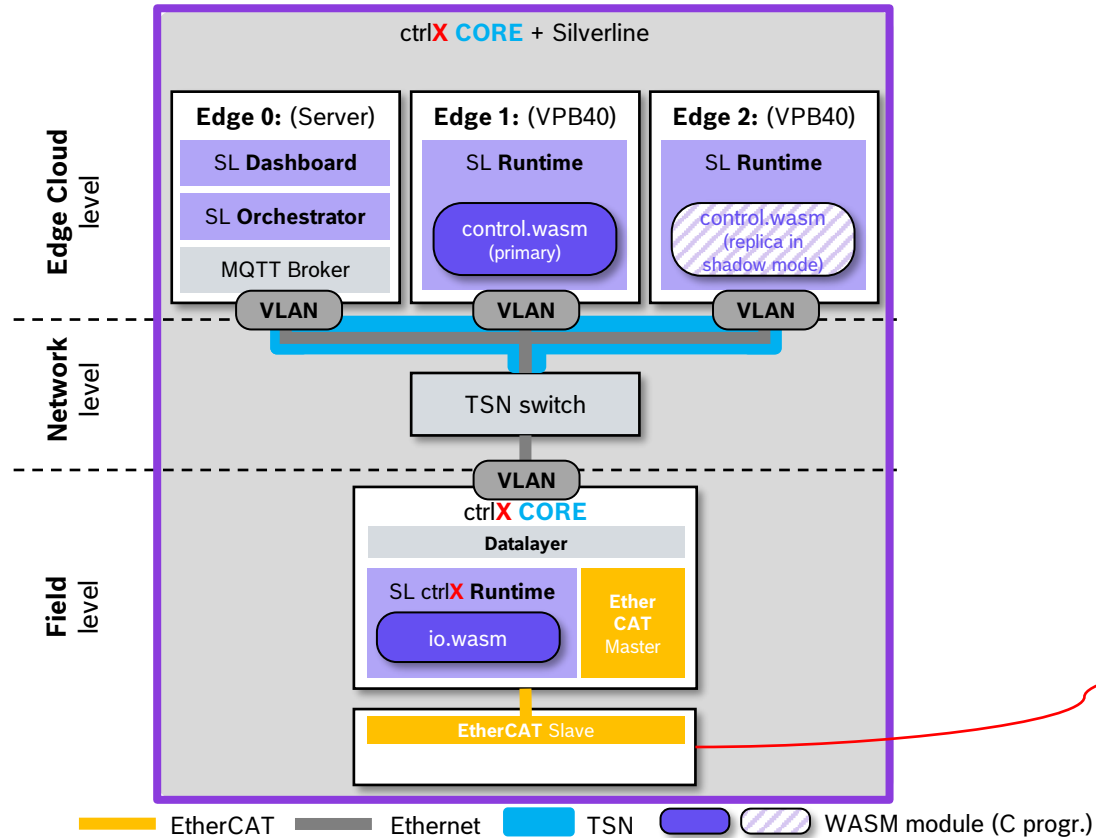 ctrlX CORE + Silverline
Edge Cloud
level
Edge 0: (Server)
SL Dashboard
SL Orchestrator
MQTT Broker
VLAN
Edge 1: (VPB40)
SL Runtime
control.wasm
(primary)
VLAN
Edge 2: (VPB40)
SL Runtime
control.wasm
(replica in
shadow mode)
VLAN
Network
level
TSN switch
Field
level
VLAN
ctrlX CORE
Datalayer
SL ctrlX Runtime
io.wasm
Ether
CAT
Master
EtherCAT Slave
EtherCAT
Ethernet
TSN
WASM module (C progr.)